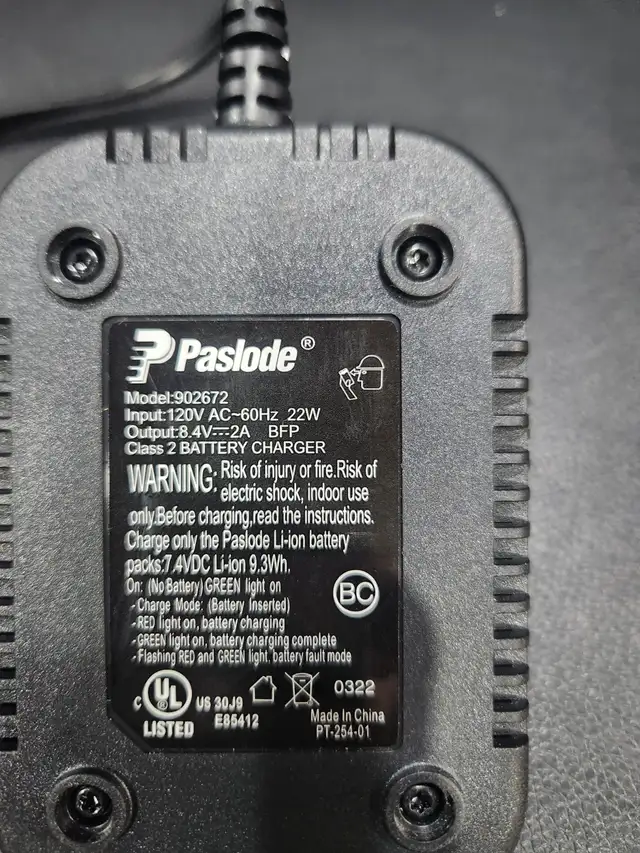 Paslode®
Model:902672
Input:120V AC~60Hz 22W
Output:8.4V⎓2A BFP
Class 2 BATTERY CHARGER
WARNING: Risk of injury or fire.Risk of
electric shock, indoor use
only.Before charging,read the instructions.
Charge only the Paslode Li-ion battery
packs:7.4VDC Li-ion 9.3Wh.
On: (No Battery) GREEN light on
- Charge Mode: (Battery Inserted)
- RED light on, battery charging
- GREEN light on, battery charging complete
- Flashing RED and GREEN light, battery fault mode
BC
C UL ® US 30J9
E85412
LISTED
0322
Made In China
PT-254-01